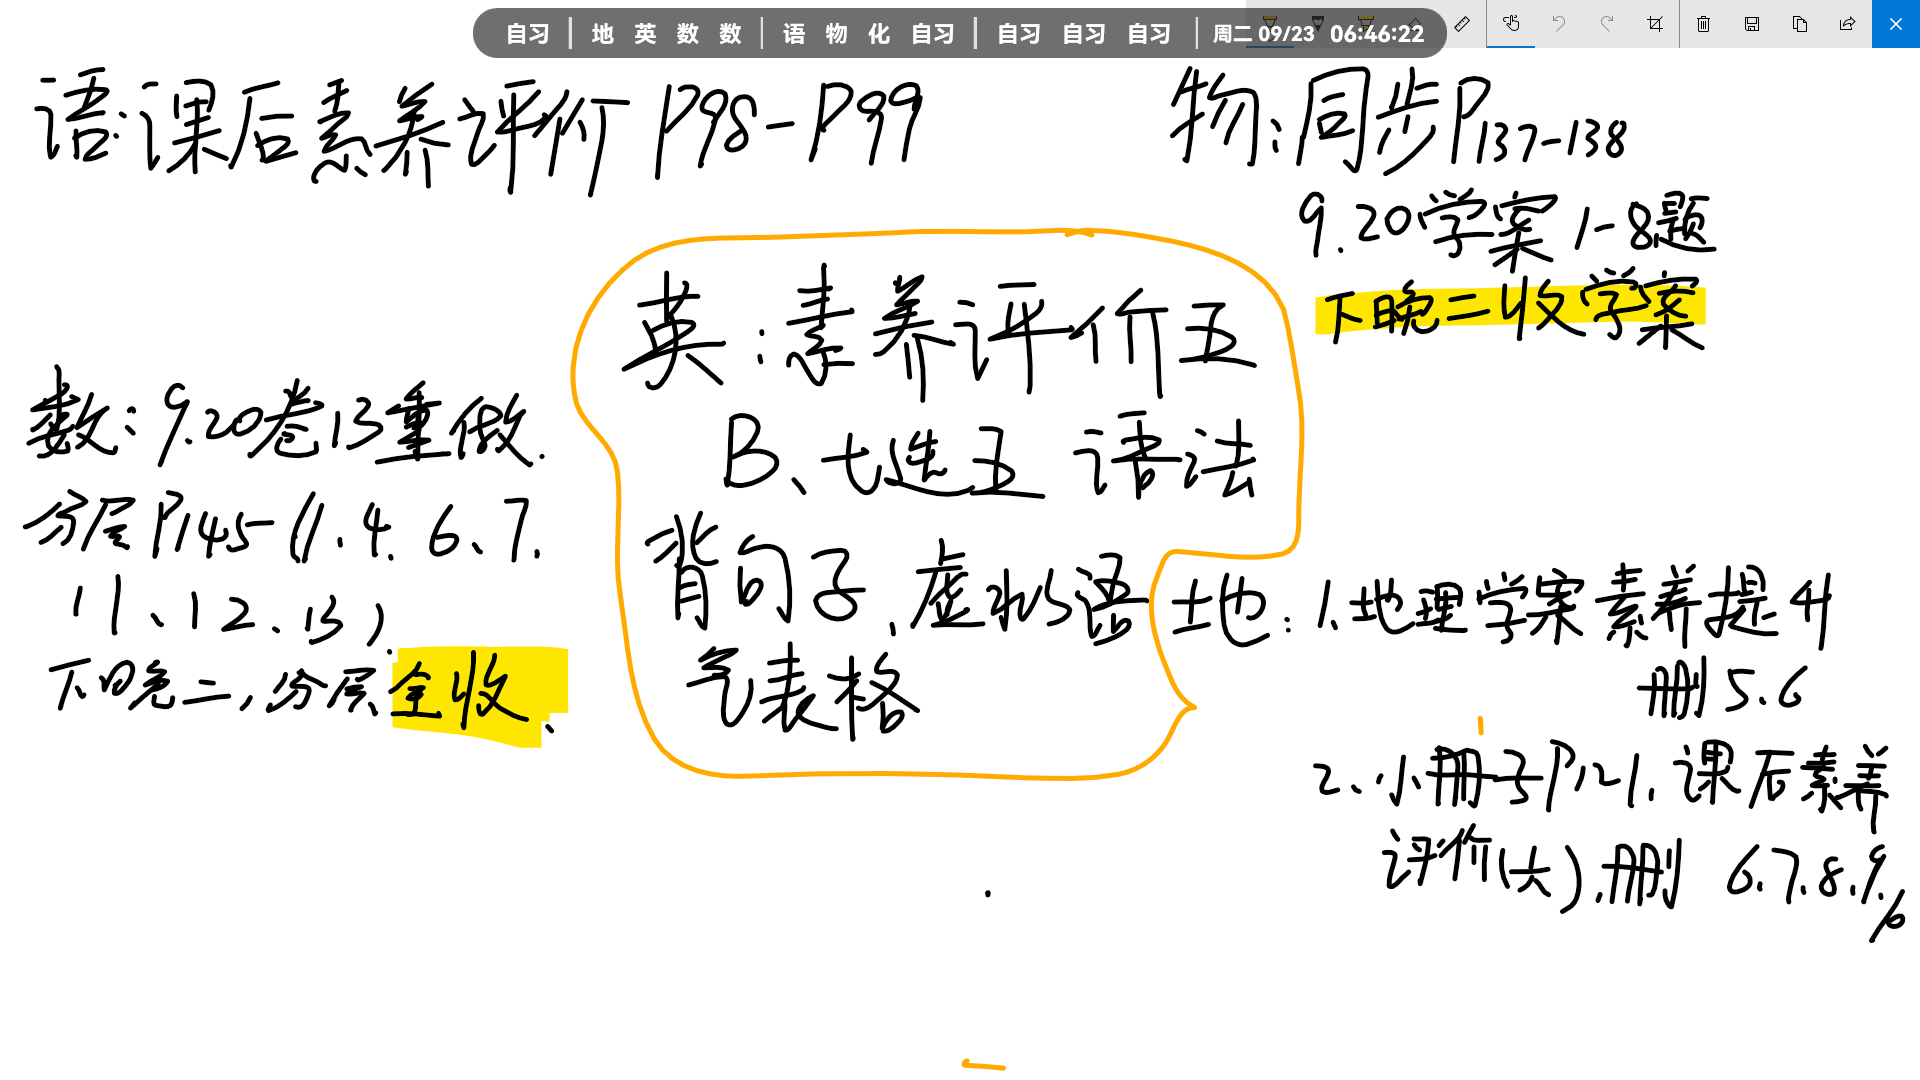 自习 | 地 英 数 数 | 语 物 化 自习 | 自习 自习 自习 | 周二 09/23 06:46:22
语:课后素养评价 P98-P99
物:同步P137-138
9.20学案 1-8题
下晚二收学案
英:素养评价五
B、七选五 语法
背句子、虚拟语
气表格
数:9.20卷13重做.
分层P145-(1.4.6、7.
11、12、13).
下晚二,分层全收、
地:1.地理学案素养提升
删 5.6
2、小册子P121.课后素养
评价(六).删 6.7.8.9.